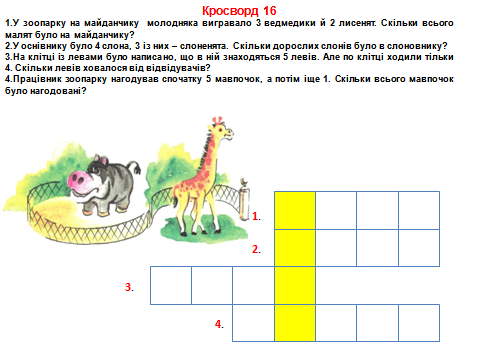 Кросворд 16
1.У зоопарку на майданчику молодняка вигравало 3 ведмедики й 2 лисенят. Скільки всього
малят було на майданчику?
2.У оснівнику було 4 слона, 3 із них – слоненята. Скільки дорослих слонів було в слоновнику?
3.На клітці із левами було написано, що в ній знаходяться 5 левів. Але по клітці ходили тільки
4. Скільки левів ховалося від відвідувачів?
4.Працівник зоопарку нагодував спочатку 5 мавпочок, а потім іще 1. Скільки всього мавпочок
було нагодовані?
1.
2.
3.
4.